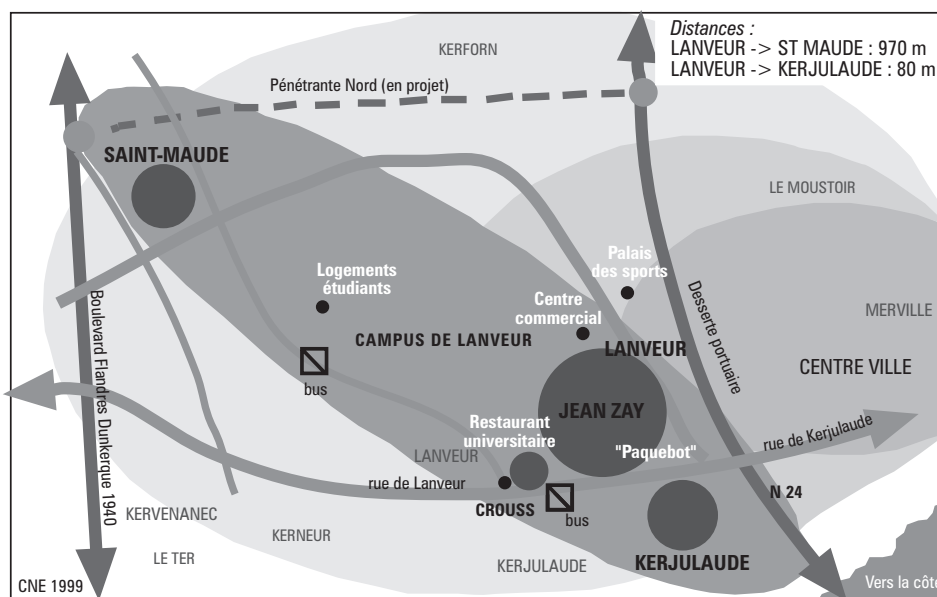 Distances :
LANVEUR -> ST MAUDE : 970 m
LANVEUR -> KERJULAUDE : 80 m
KERFORN
Pénétrante Nord (en projet)
SAINT-MAUDE
LE MOUSTOIR
Palais
des sports
Logements
étudiants
Centre
commercial
Desserte portuaire
MERVILLE
Boulevard Flandres Dunkerque 1940
CAMPUS DE LANVEUR
LANVEUR
CENTRE VILLE
bus
JEAN ZAY
Restaurant
universitaire
rue de Kerjulaude
LANVEUR
"Paquebot"
rue de Lanveur
N 24
CROUSS
bus
KERVENANEC
KERNEUR
LE TER
KERJULAUDE
KERJULAUDE
CNE 1999
Vers la côte